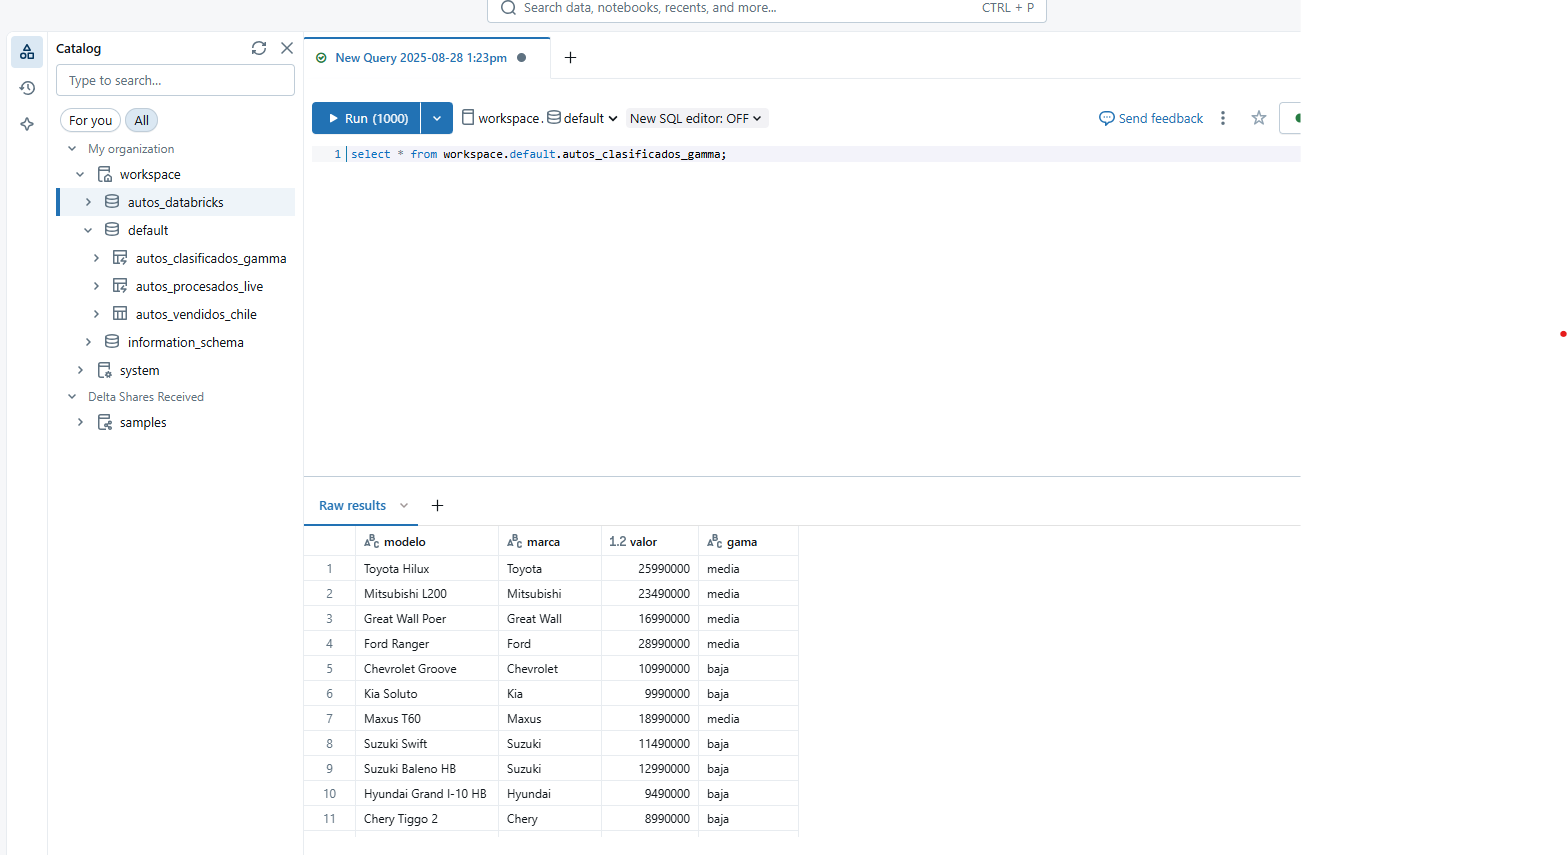 Search data, notebooks, recents, and more... CTRL + P
Catalog
Type to search...
For you All
My organization
workspace
autos_databricks
default
autos_clasificados_gamma
autos_procesados_live
autos_vendidos_chile
information_schema
system
Delta Shares Received
samples
New Query 2025-08-28 1:23pm
Run (1000) workspace. default New SQL editor: OFF Send feedback
1 select * from workspace.default.autos_clasificados_gamma;
Raw results
modelo marca 1.2 valor gama
1 Toyota Hilux Toyota 25990000 media
2 Mitsubishi L200 Mitsubishi 23490000 media
3 Great Wall Poer Great Wall 16990000 media
4 Ford Ranger Ford 28990000 media
5 Chevrolet Groove Chevrolet 10990000 baja
6 Kia Soluto Kia 9990000 baja
7 Maxus T60 Maxus 18990000 media
8 Suzuki Swift Suzuki 11490000 baja
9 Suzuki Baleno HB Suzuki 12990000 baja
10 Hyundai Grand I-10 HB Hyundai 9490000 baja
11 Chery Tiggo 2 Chery 8990000 baja